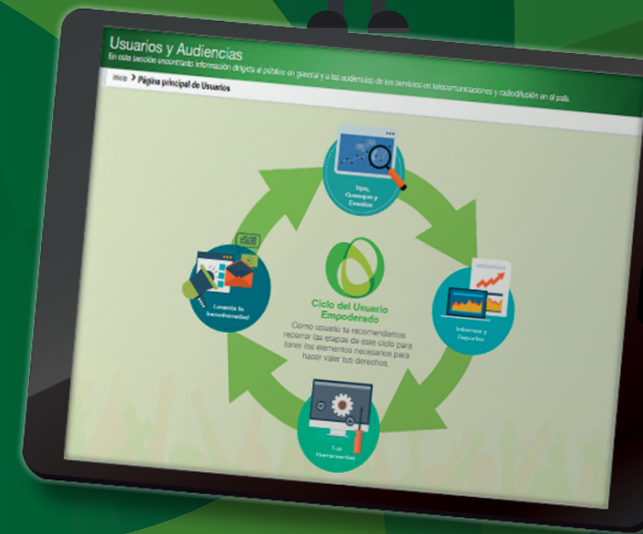 Usuarios y Audiencias
En esta sección encontrarás información dirigida al público en general y a las audiencias de los servicios en telecomunicaciones y radiodifusión en el país.
Inicio > Página principal de Usuarios
Tips,
Consejos y
Estudios
Levanta tu
Inconformidad
Ciclo del Usuario
Empoderado
Como usuario te recomendamos
recorrer las etapas de este ciclo para
tener los elementos necesarios para
hacer valer tus derechos.
Informes y
Reportes
Tus
Herramientas